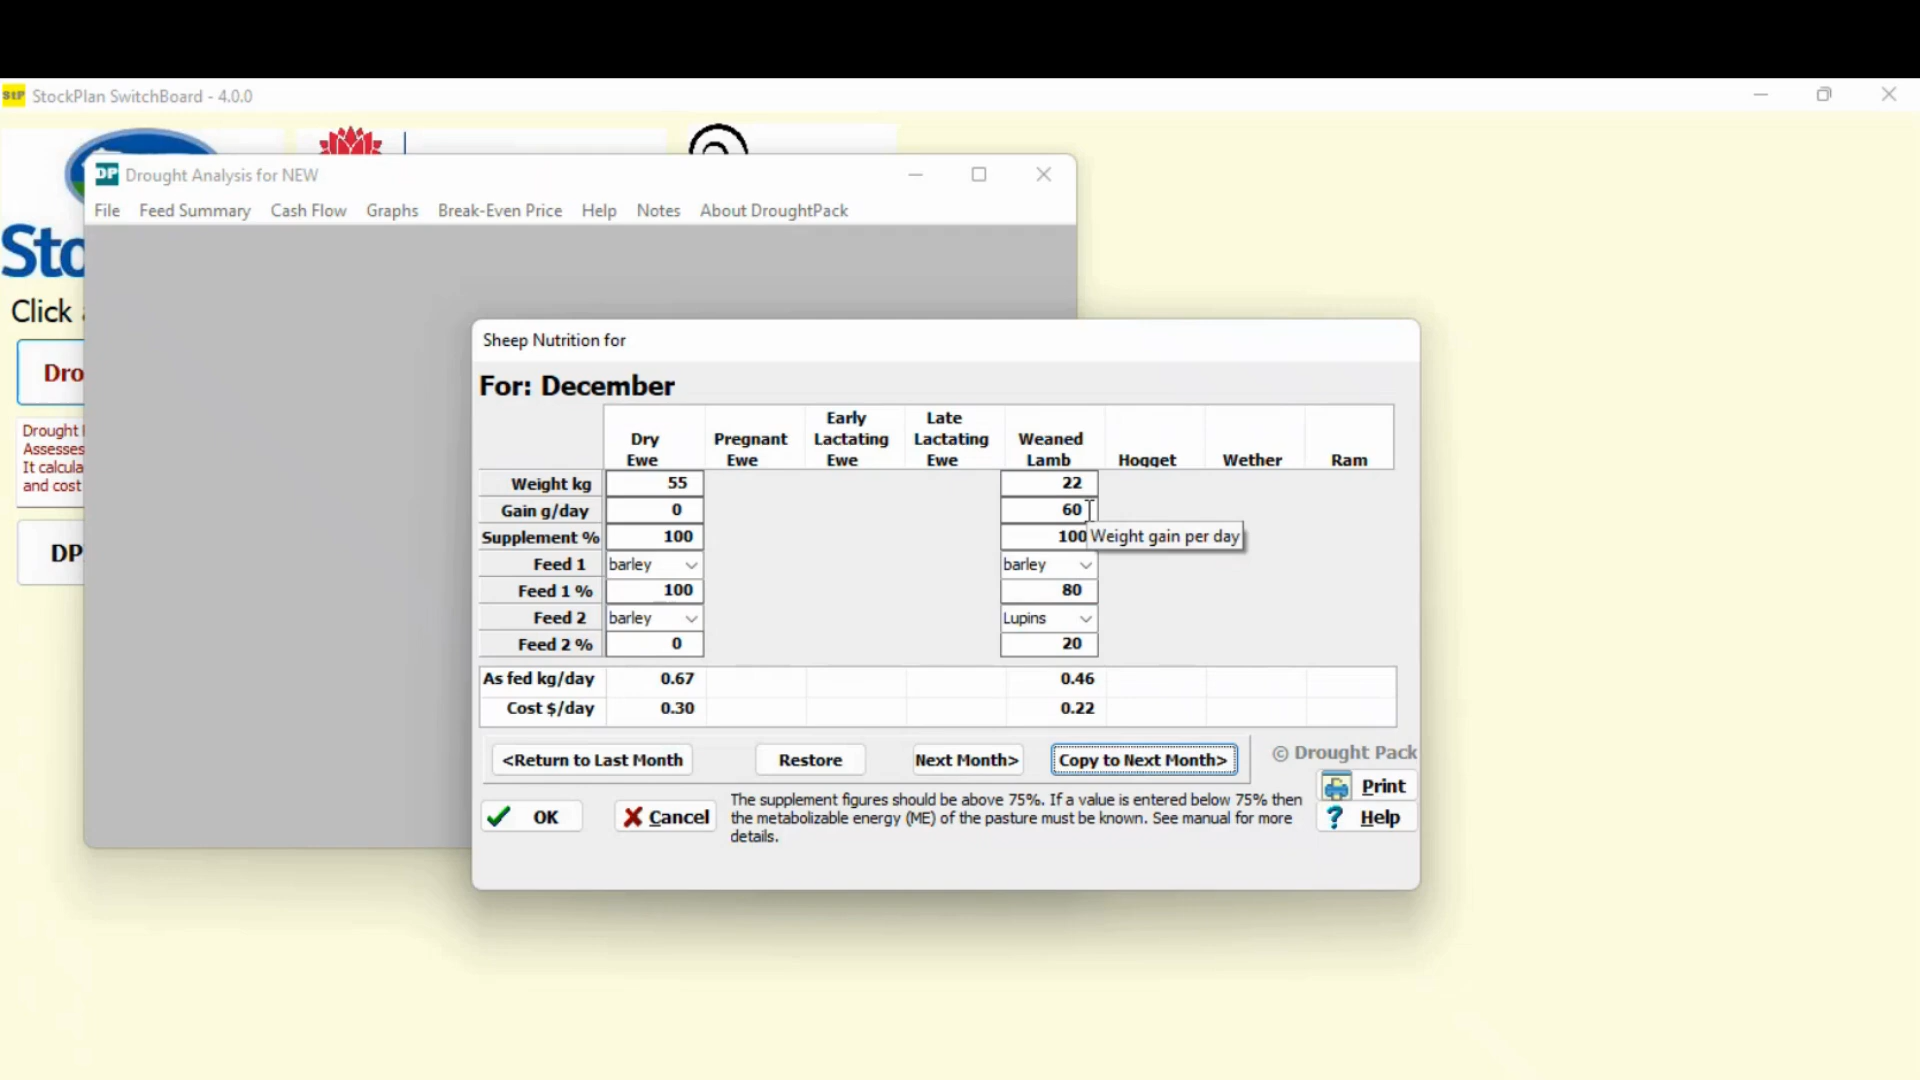 StP StockPlan SwitchBoard - 4.0.0
DP Drought Analysis for NEW
File Feed Summary Cash Flow Graphs Break-Even Price Help Notes About DroughtPack
Sto
Click
Sheep Nutrition for
Dro
For: December
Dry Ewe Pregnant Ewe Early Lactating Ewe Late Lactating Ewe Weaned Lamb Hogget Wether Ram
Drought
Assesses
It calcula
and cost
Weight kg 55 22
Gain g/day 0 60
Supplement % 100 100
Weight gain per day
DP
Feed 1 barley barley
Feed 1 % 100 80
Feed 2 barley Lupins
Feed 2 % 0 20
As fed kg/day 0.67 0.46
Cost $/day 0.30 0.22
<Return to Last Month Restore Next Month> Copy to Next Month>
© Drought Pack
Print
OK Cancel
The supplement figures should be above 75%. If a value is entered below 75% then
the metabolizable energy (ME) of the pasture must be known. See manual for more
details.
? Help